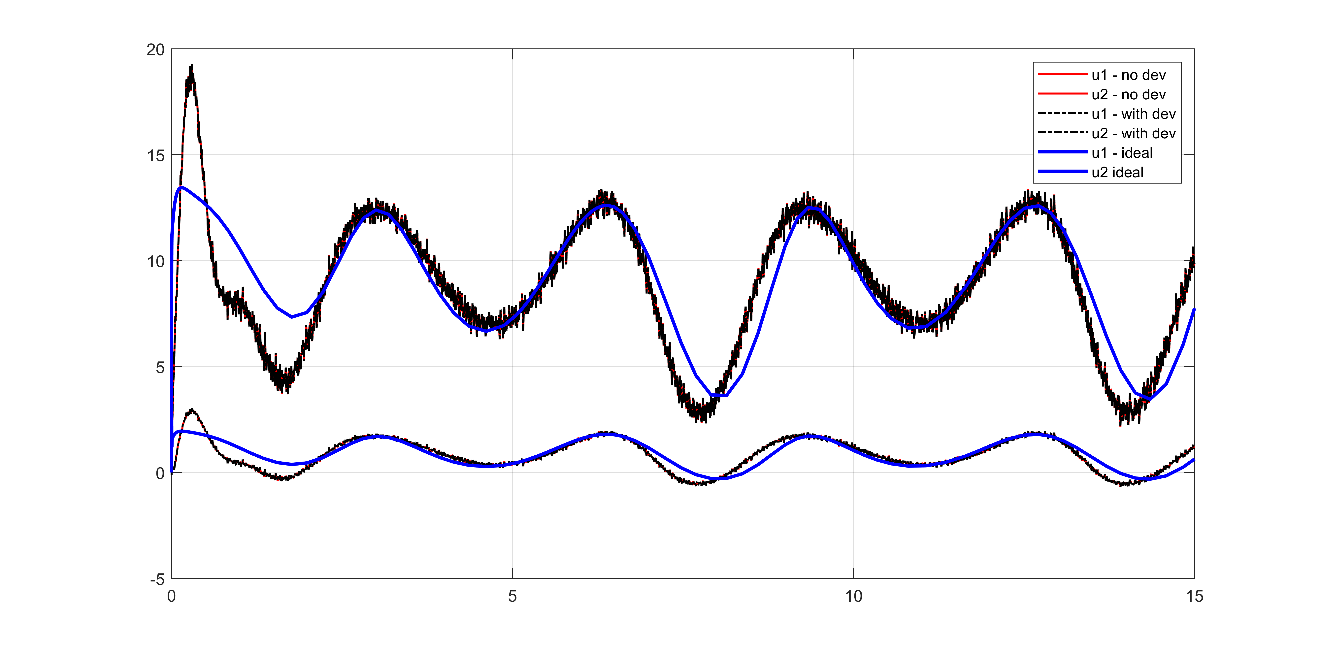 20
15
10
5
0
-5
0
5
10
15
u1 - no dev
u2 - no dev
u1 - with dev
u2 - with dev
u1 - ideal
u2 ideal